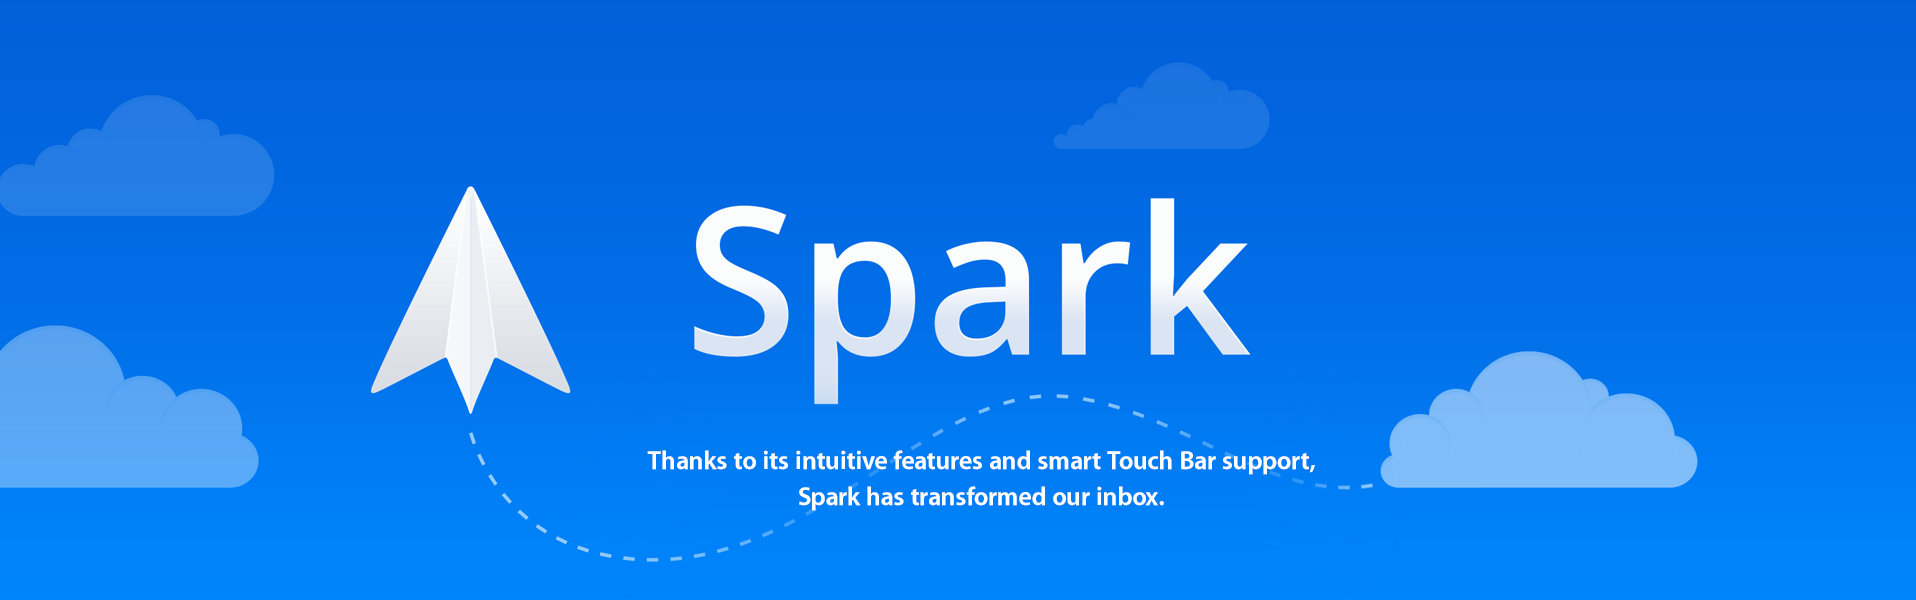 Spark
Thanks to its intuitive features and smart Touch Bar support,
Spark has transformed our inbox.